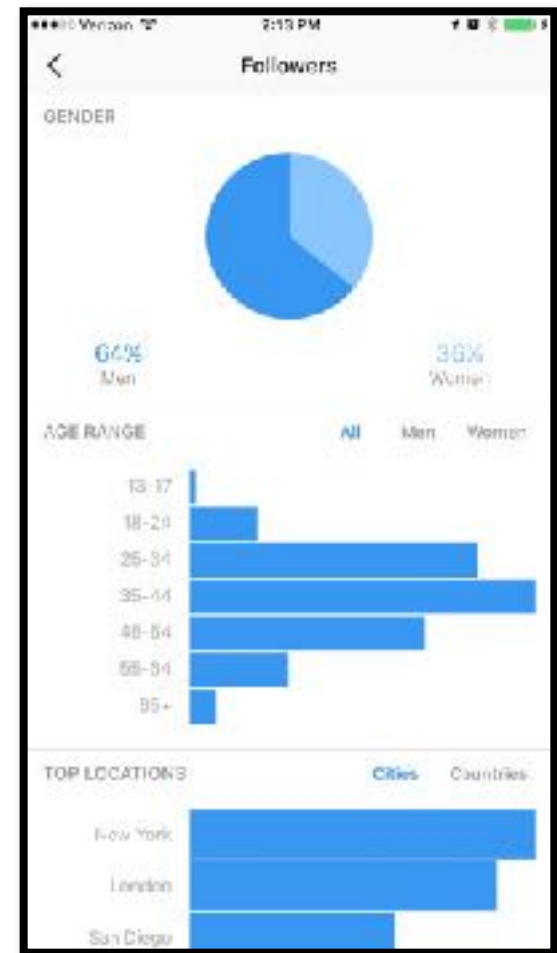 Verizon 2:13 PM
Followers
GENDER
64% 36%
Men Women
AGE RANGE All Men Women
13-17
18-24
25-34
35-44
45-54
55-64
65+
TOP LOCATIONS Cities Countries
New York
London
San Diego